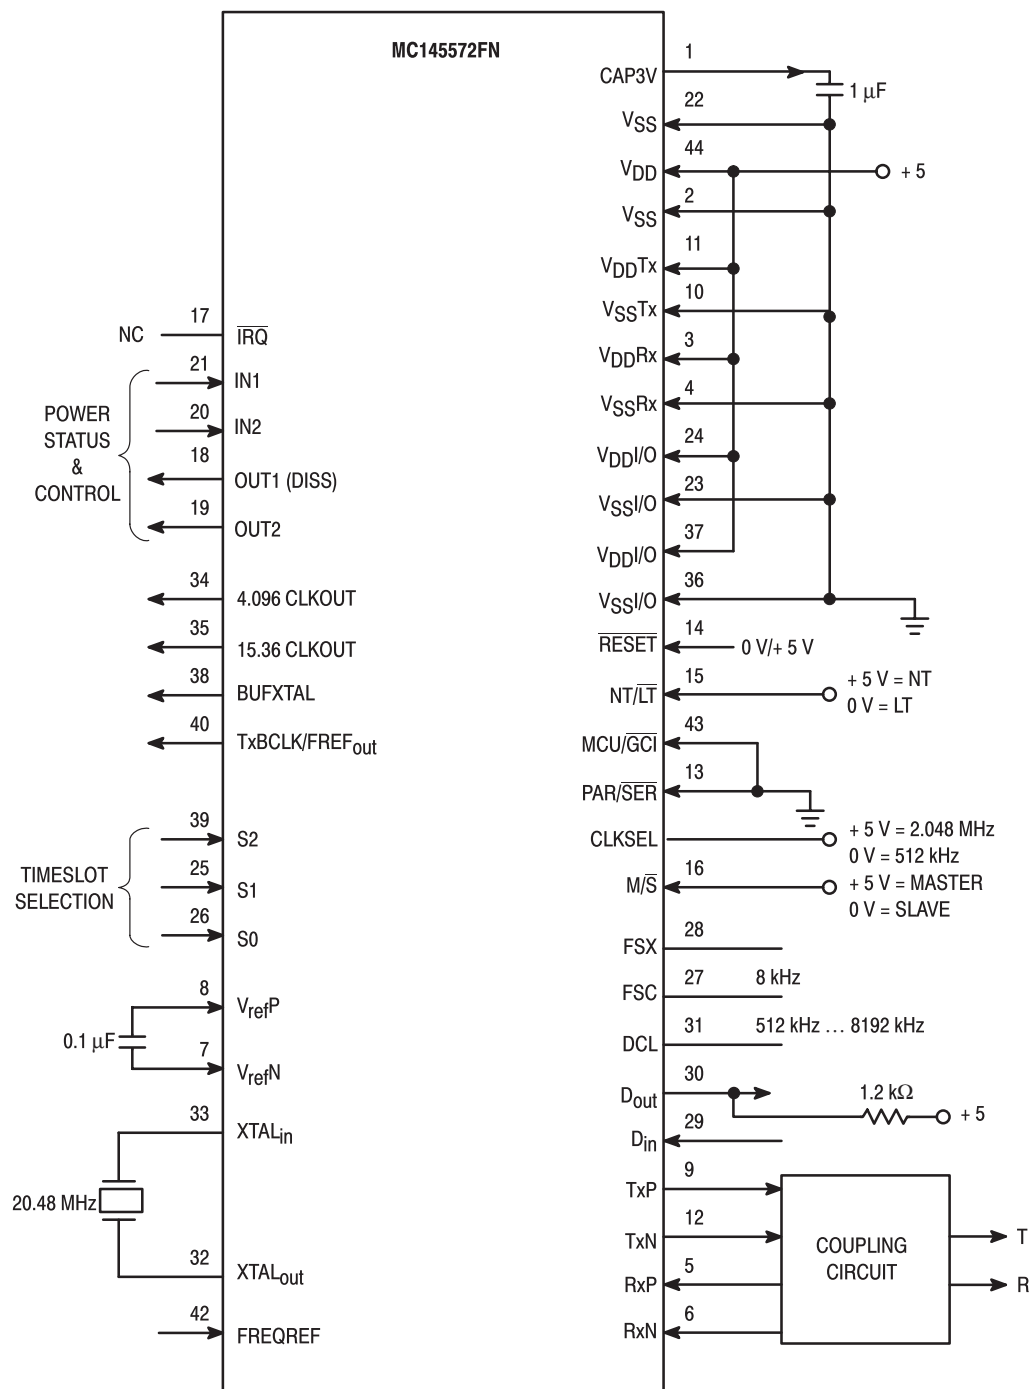 MC145572FN
17
NC
IRQ
21
IN1
20
IN2
18
OUT1 (DISS)
19
OUT2
POWER
STATUS
&
CONTROL
34
4.096 CLKOUT
35
15.36 CLKOUT
38
BUFXTAL
40
TxBCLK/FREFout
39
S2
25
S1
26
S0
TIMESLOT
SELECTION
8
VrefP
0.1 μF
7
VrefN
33
XTALin
20.48 MHz
32
XTALout
42
FREQREF
1
CAP3V
1 μF
22
VSS
44
VDD
+ 5
2
VSS
11
VDDTx
10
VSSTx
3
VDDRx
4
VSSRx
24
VDDI/O
23
VSSI/O
37
VDDI/O
36
VSSI/O
14
RESET
0 V/+ 5 V
15
NT/LT
+ 5 V = NT
0 V = LT
43
MCU/GCI
13
PAR/SER
CLKSEL
+ 5 V = 2.048 MHz
0 V = 512 kHz
16
M/S
+ 5V = MASTER
0 V = SLAVE
28
FSX
27
8 kHz
FSC
31
512 kHz … 8192 kHz
DCL
30
Dout
1.2 kΩ
+ 5
29
Din
9
TxP
12
TxN
5
RxP
6
RxN
COUPLING
CIRCUIT
T
R